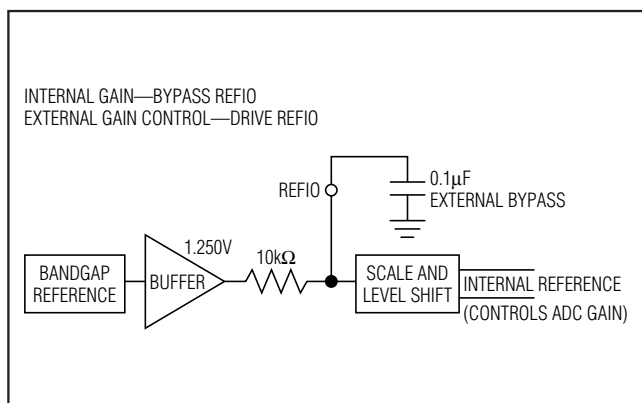 INTERNAL GAIN—BYPASS REFIO
EXTERNAL GAIN CONTROL—DRIVE REFIO
REFIO
0.1μF
EXTERNAL BYPASS
1.250V
10kΩ
BANDGAP
REFERENCE
BUFFER
SCALE AND
LEVEL SHIFT
INTERNAL REFERENCE
(CONTROLS ADC GAIN)